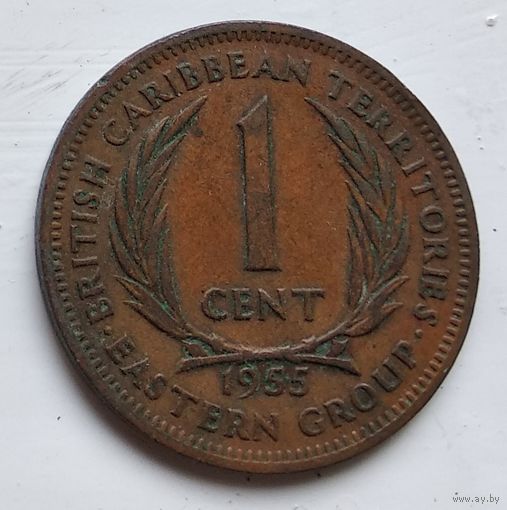 BRITISH CARIBBEAN TERRITORIES
1
CENT
1955
· EASTERN GROUP ·
www.ay.by